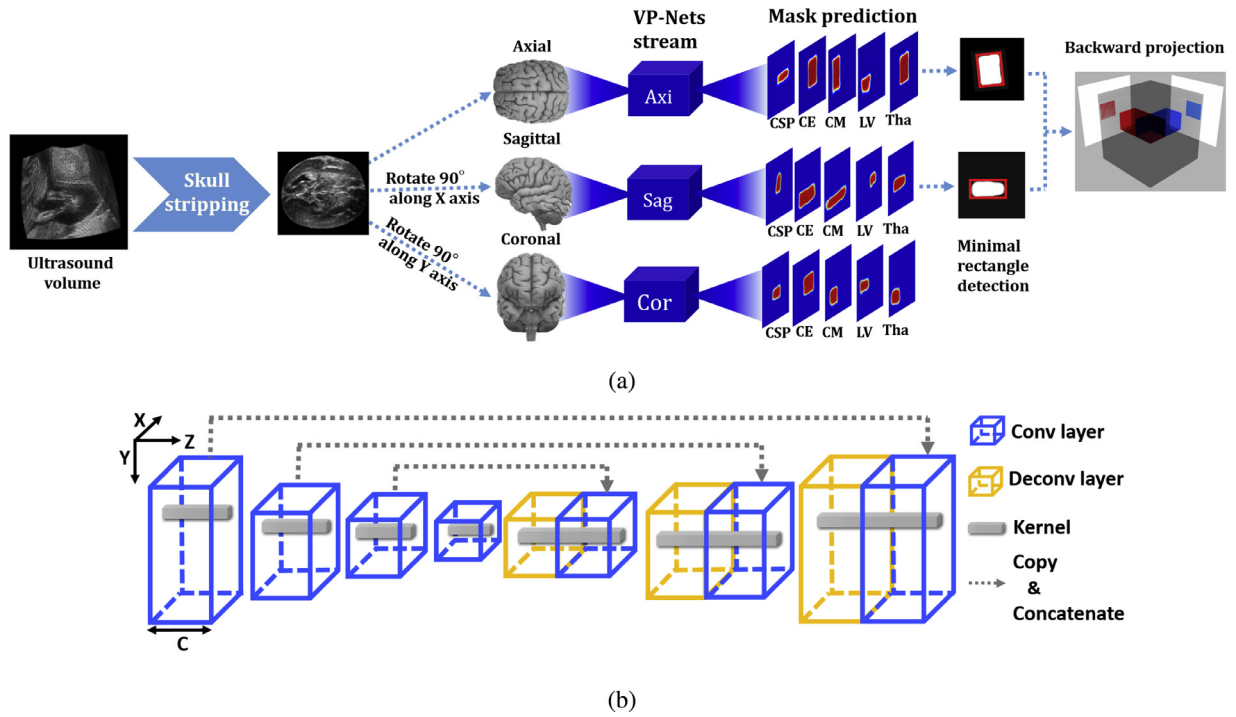 Ultrasound
volume
Skull
stripping
Rotate 90°
along X axis
Rotate 90°
along Y axis
Axial
Sagittal
Coronal
VP-Nets
stream
Axi
Sag
Cor
Mask prediction
CSP CE CM LV Tha
CSP CE CM LV Tha
CSP CE CM LV Tha
Minimal
rectangle
detection
Backward projection
(a)
X
Y
Z
C
Conv layer
Deconv layer
Kernel
Copy
&
Concatenate
(b)